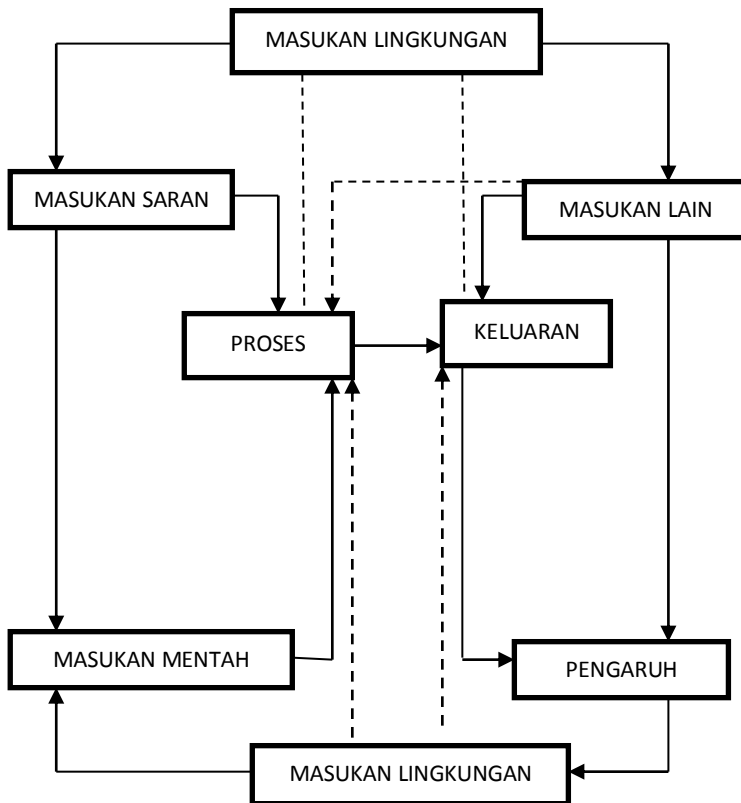 MASUKAN LINGKUNGAN
MASUKAN SARAN
MASUKAN LAIN
PROSES
KELUARAN
MASUKAN MENTAH
PENGARUH
MASUKAN LINGKUNGAN